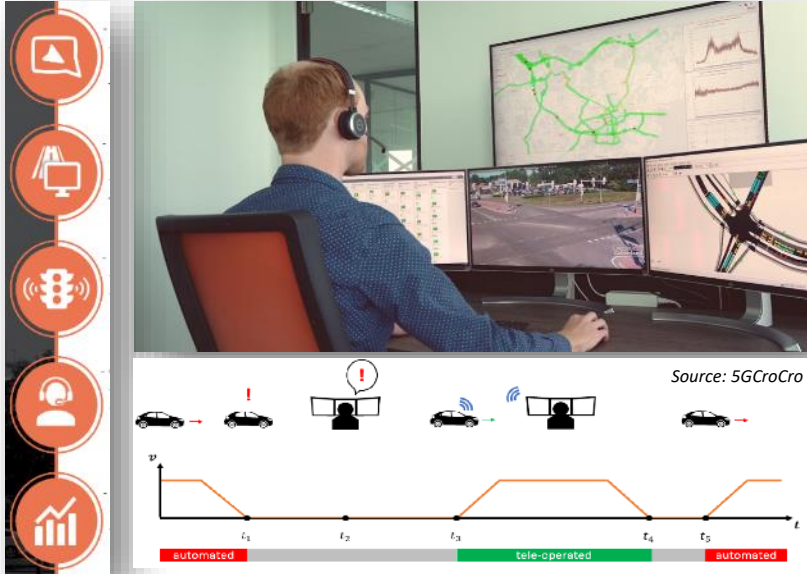 Source: 5GCroCro
!
!
v
t₁
t₂
t₃
t₄
t₅
t
automated
tele-operated
automated